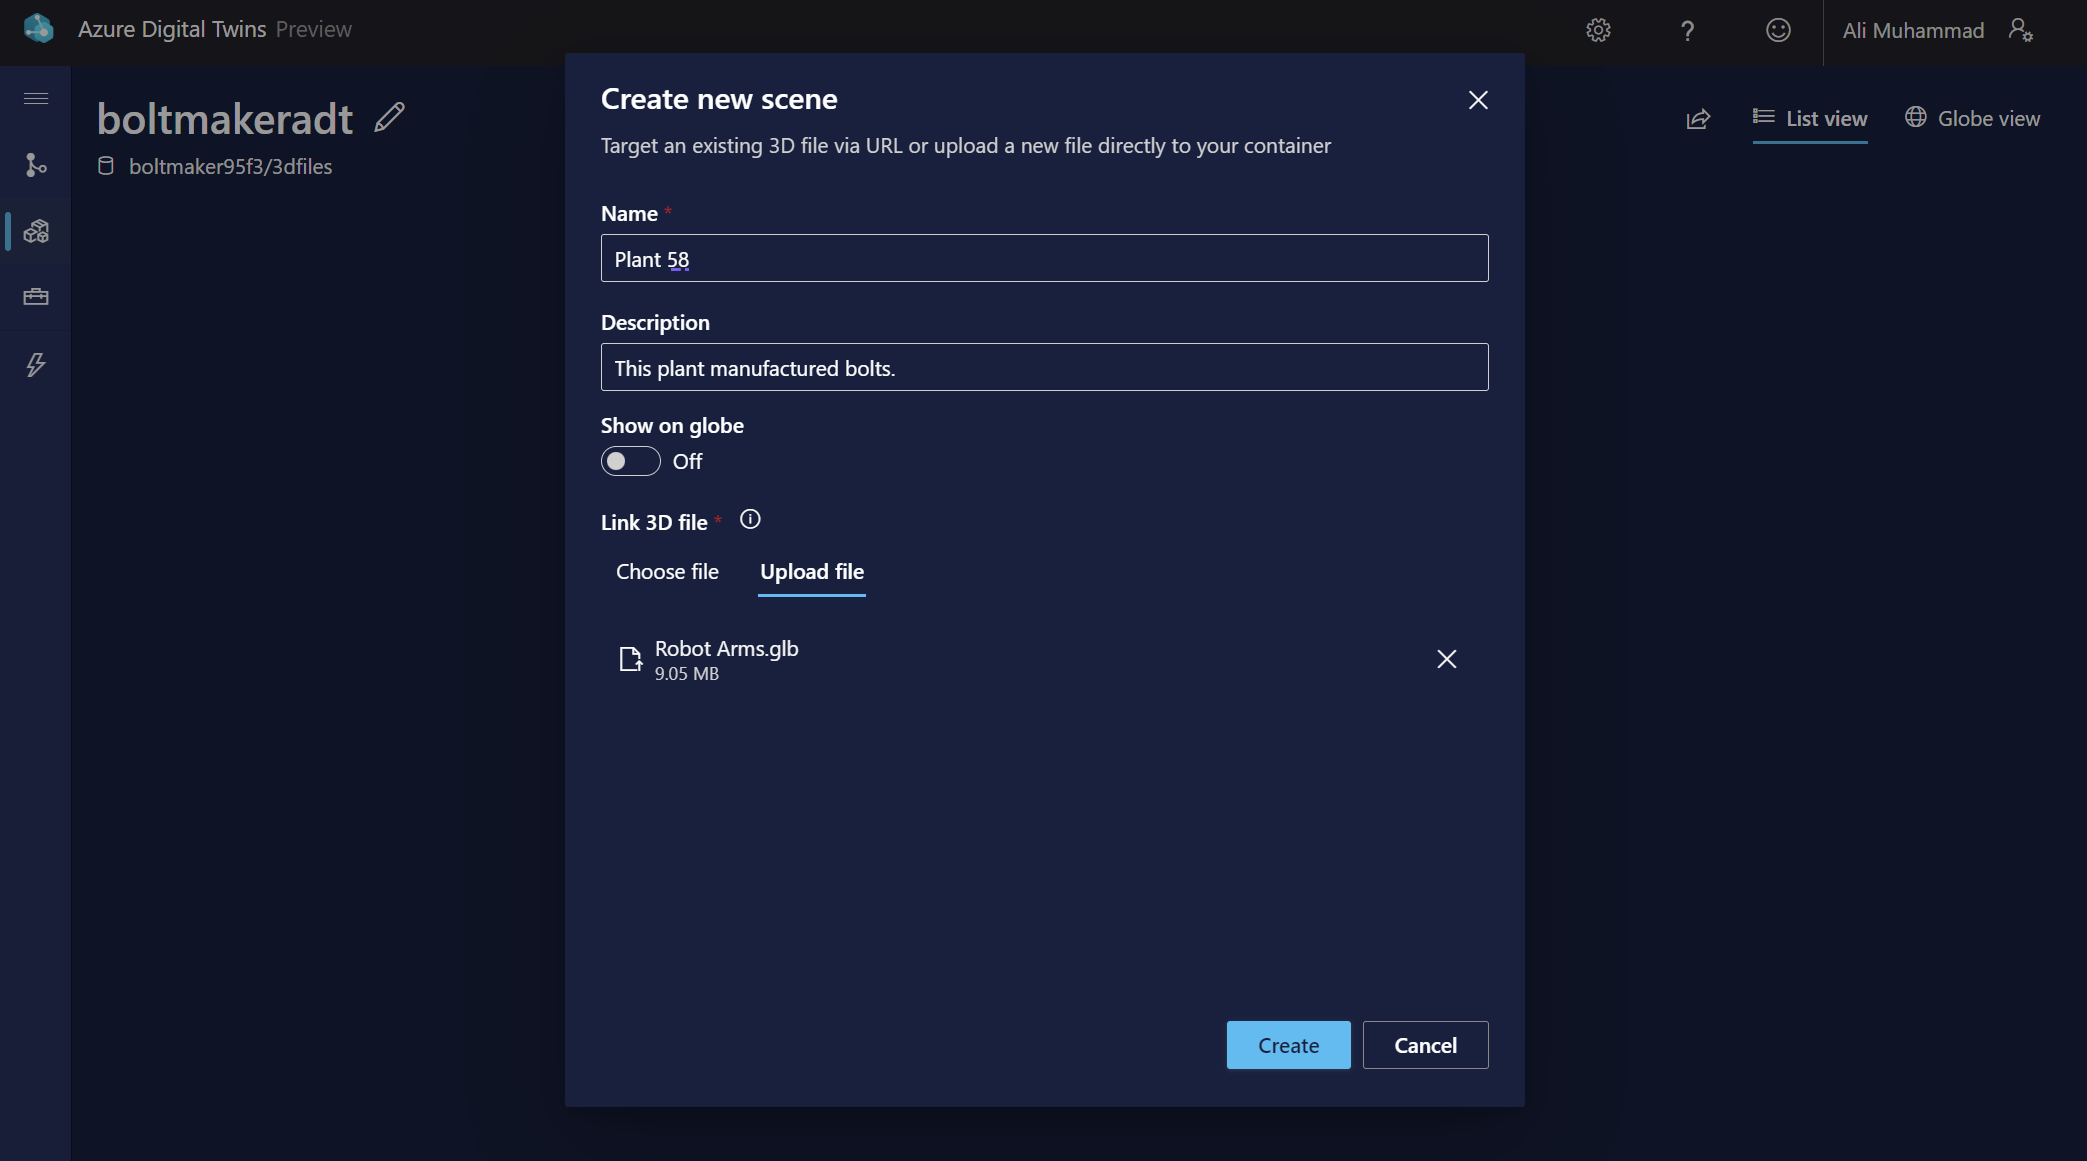 Azure Digital Twins Preview
Ali Muhammad
boltmakeradt
boltmaker95f3/3dfiles
List view
Globe view
Create new scene
Target an existing 3D file via URL or upload a new file directly to your container
Name *
Plant 58
Description
This plant manufactured bolts.
Show on globe
Off
Link 3D file *
Choose file
Upload file
Robot Arms.glb
9.05 MB
Create
Cancel